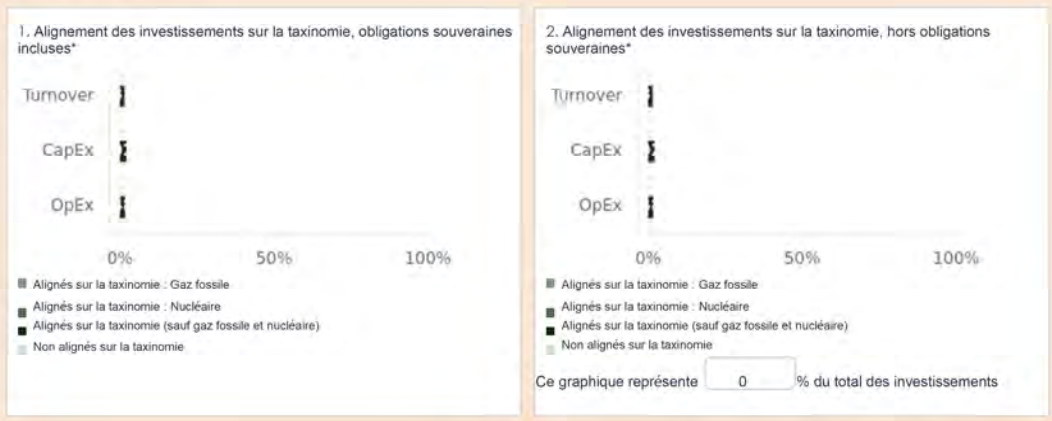 1. Alignement des investissements sur la taxinomie, obligations souveraines
incluses*
Turnover
CapEx
OpEx
0% 50% 100%
Alignés sur la taxinomie : Gaz fossile
Alignés sur la taxinomie : Nucléaire
Alignés sur la taxinomie (sauf gaz fossile et nucléaire)
Non alignés sur la taxinomie
2. Alignement des investissements sur la taxinomie, hors obligations
souveraines*
Turnover
CapEx
OpEx
0% 50% 100%
Alignés sur la taxinomie : Gaz fossile
Alignés sur la taxinomie : Nucléaire
Alignés sur la taxinomie (sauf gaz fossile et nucléaire)
Non alignés sur la taxinomie
Ce graphique représente 0 % du total des investissements